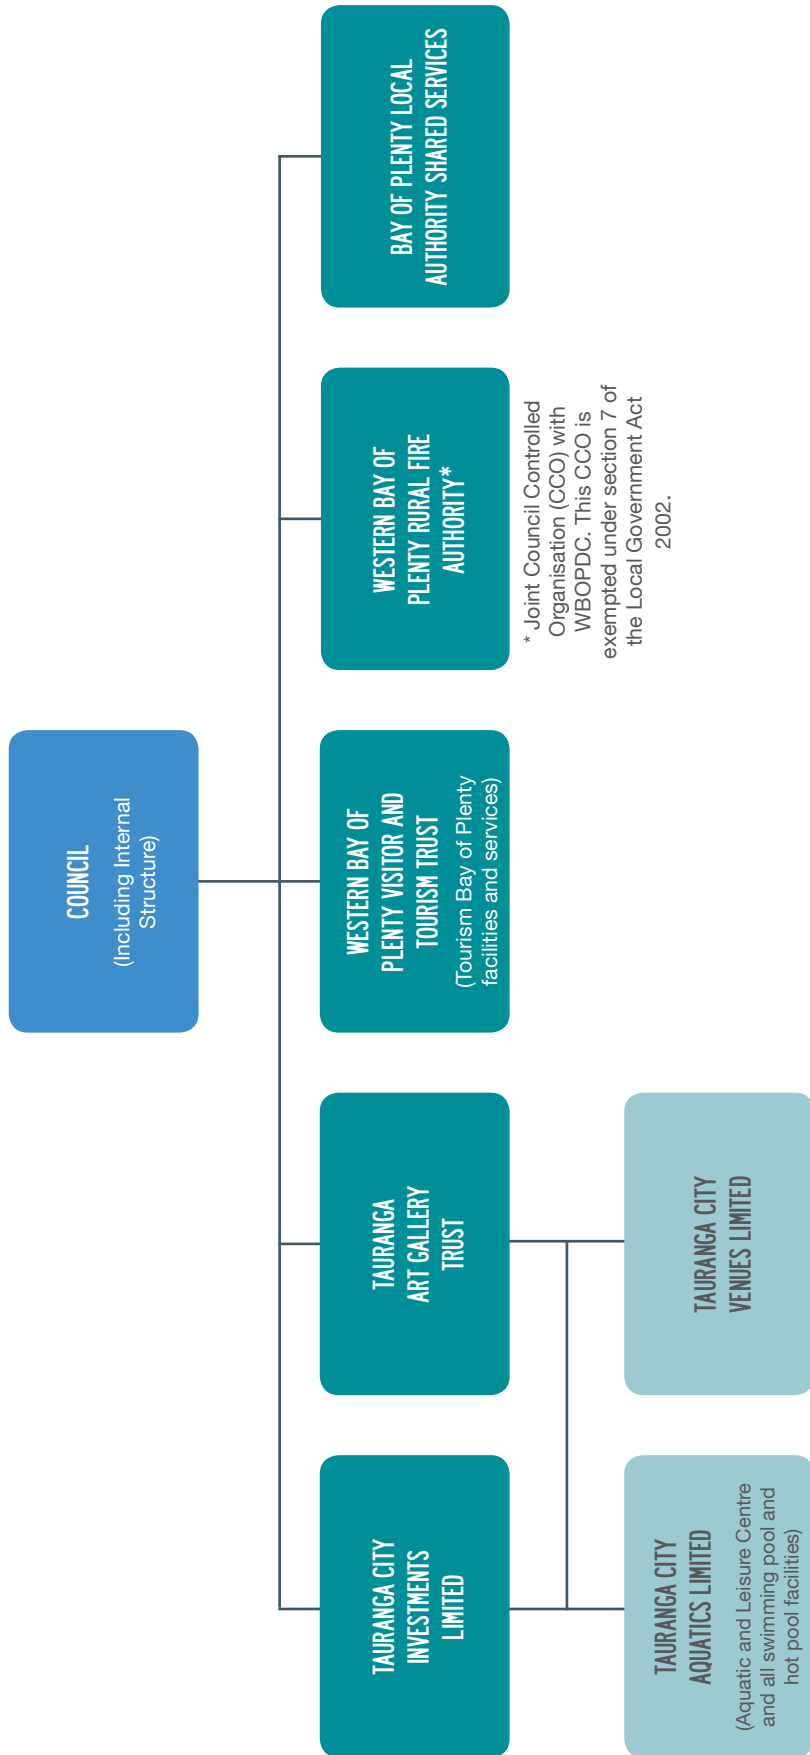 COUNCIL
(Including Internal
Structure)
TAURANGA CITY
INVESTMENTS
LIMITED
TAURANGA
ART GALLERY
TRUST
WESTERN BAY OF
PLENTY VISITOR AND
TOURISM TRUST
(Tourism Bay of Plenty
facilities and services)
WESTERN BAY OF
PLENTY RURAL FIRE
AUTHORITY*
BAY OF PLENTY LOCAL
AUTHORITY SHARED SERVICES
* Joint Council Controlled
Organisation (CCO) with
WBOPDC. This CCO is
exempted under section 7 of
the Local Government Act
2002.
TAURANGA CITY
AQUATICS LIMITED
(Aquatic and Leisure Centre
and all swimming pool and
hot pool facilities)
TAURANGA CITY
VENUES LIMITED